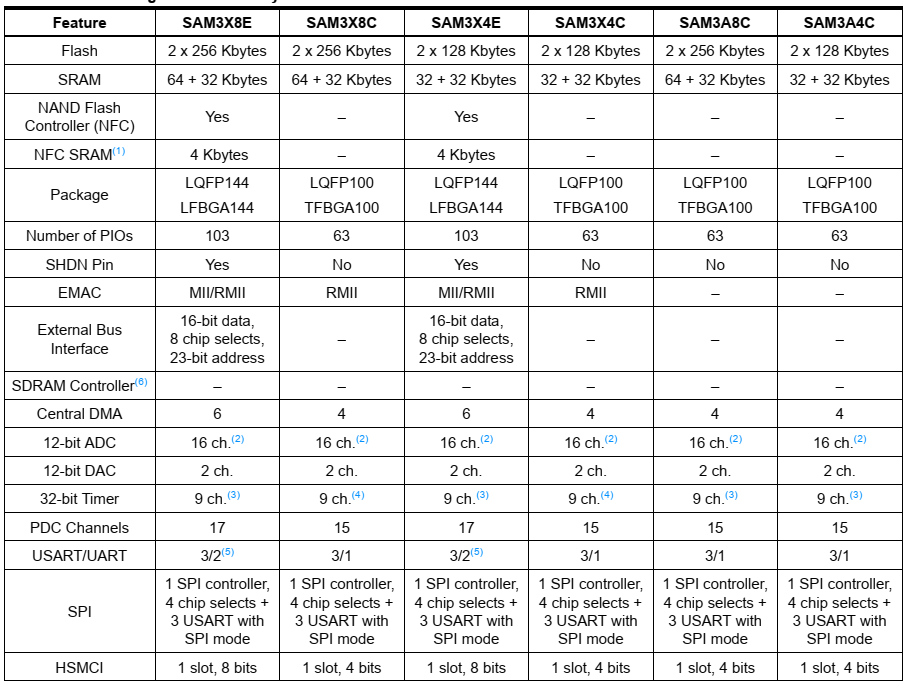 Feature SAM3X8E SAM3X8C SAM3X4E SAM3X4C SAM3A8C SAM3A4C
Flash 2 x 256 Kbytes 2 x 256 Kbytes 2 x 128 Kbytes 2 x 128 Kbytes 2 x 256 Kbytes 2 x 128 Kbytes
SRAM 64 + 32 Kbytes 64 + 32 Kbytes 32 + 32 Kbytes 32 + 32 Kbytes 64 + 32 Kbytes 32 + 32 Kbytes
NAND Flash
Controller (NFC) Yes – Yes – – –
NFC SRAM(1) 4 Kbytes – 4 Kbytes – – –
Package LQFP144 LQFP100 LQFP144 LQFP100 LQFP100 LQFP100
LFBGA144 TFBGA100 LFBGA144 TFBGA100 TFBGA100 TFBGA100
Number of PIOs 103 63 103 63 63 63
SHDN Pin Yes No Yes No No No
EMAC MII/RMII RMII MII/RMII RMII – –
External Bus
Interface 16-bit data, – 16-bit data, – – –
8 chip selects, 8 chip selects,
23-bit address 23-bit address
SDRAM Controller(6) – – – – – –
Central DMA 6 4 6 4 4 4
12-bit ADC 16 ch.(2) 16 ch.(2) 16 ch.(2) 16 ch.(2) 16 ch.(2) 16 ch.(2)
12-bit DAC 2 ch. 2 ch. 2 ch. 2 ch. 2 ch. 2 ch.
32-bit Timer 9 ch.(3) 9 ch.(4) 9 ch.(3) 9 ch.(4) 9 ch.(3) 9 ch.(3)
PDC Channels 17 15 17 15 15 15
USART/UART 3/2(5) 3/1 3/2(5) 3/1 3/1 3/1
SPI 1 SPI controller, 1 SPI controller, 1 SPI controller, 1 SPI controller, 1 SPI controller, 1 SPI controller,
4 chip selects + 4 chip selects + 4 chip selects + 4 chip selects + 4 chip selects + 4 chip selects +
3 USART with 3 USART with 3 USART with 3 USART with 3 USART with 3 USART with
SPI mode SPI mode SPI mode SPI mode SPI mode SPI mode
HSMCI 1 slot, 8 bits 1 slot, 4 bits 1 slot, 8 bits 1 slot, 4 bits 1 slot, 4 bits 1 slot, 4 bits